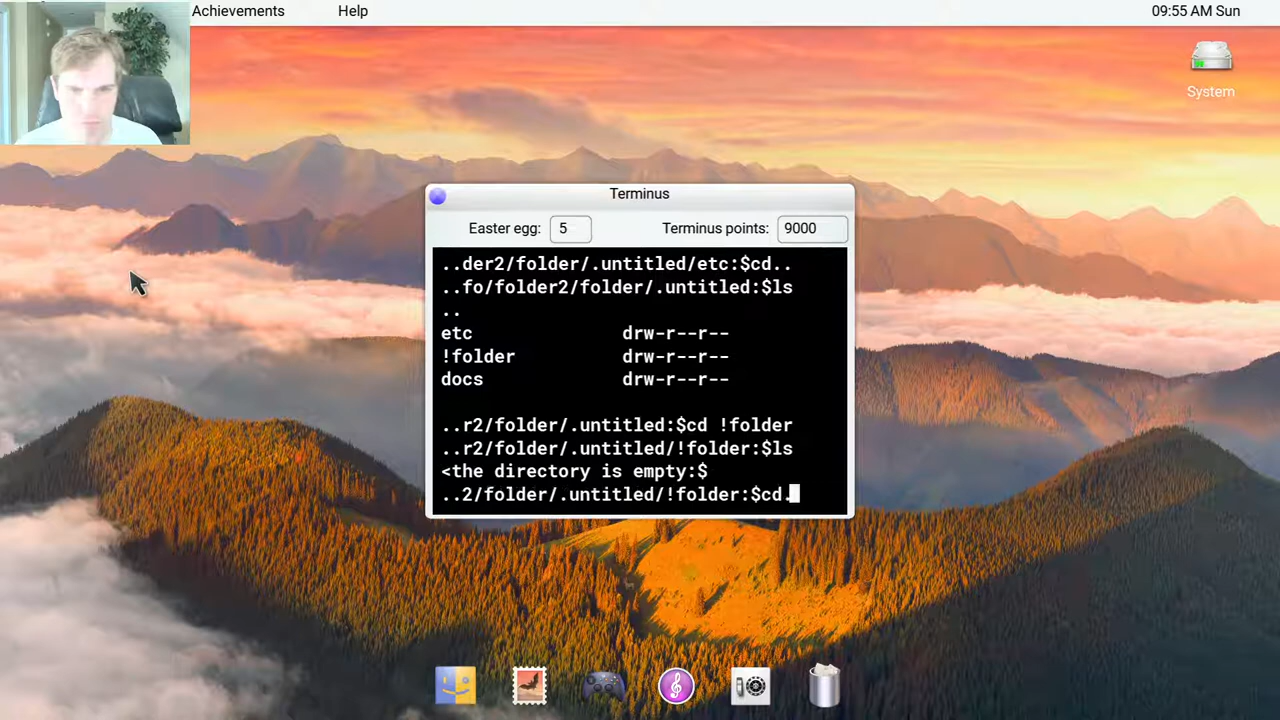 Achievements Help 09:55 AM Sun
System
Terminus
Easter egg: 5 Terminus points: 9000
..der2/folder/.untitled/etc:$cd..
..fo/folder2/folder/.untitled:$ls
..
etc drw-r--r--
!folder drw-r--r--
docs drw-r--r--
..r2/folder/.untitled:$cd !folder
..r2/folder/.untitled/!folder:$ls
<the directory is empty:$
..2/folder/.untitled/!folder:$cd.